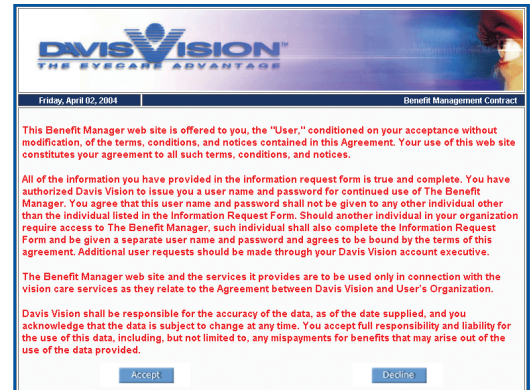 DAVIS VISION™
THE EYECARE ADVANTAGE
Friday, April 02, 2004 Benefit Management Contract
This Benefit Manager web site is offered to you, the "User," conditioned on your acceptance without
modification, of the terms, conditions, and notices contained in this Agreement. Your use of this web site
constitutes your agreement to all such terms, conditions, and notices.
All of the information you have provided in the information request form is true and complete. You have
authorized Davis Vision to issue you a user name and password for continued use of The Benefit
Manager. You agree that this user name and password shall not be given to any other individual other
than the individual listed in the Information Request Form. Should another individual in your organization
require access to The Benefit Manager, such individual shall also complete the Information Request
Form and be given a separate user name and password and agrees to be bound by the terms of this
agreement. Additional user requests should be made through your Davis Vision account executive.
The Benefit Manager web site and the services it provides are to be used only in connection with the
vision care services as they relate to the Agreement between Davis Vision and User's Organization.
Davis Vision shall be responsible for the accuracy of the data, as of the date supplied, and you
acknowledge that the data is subject to change at any time. You accept full responsibility and liability for
the use of this data, including, but not limited to, any mispayments for benefits that may arise out of the
use of the data provided.
Accept Decline